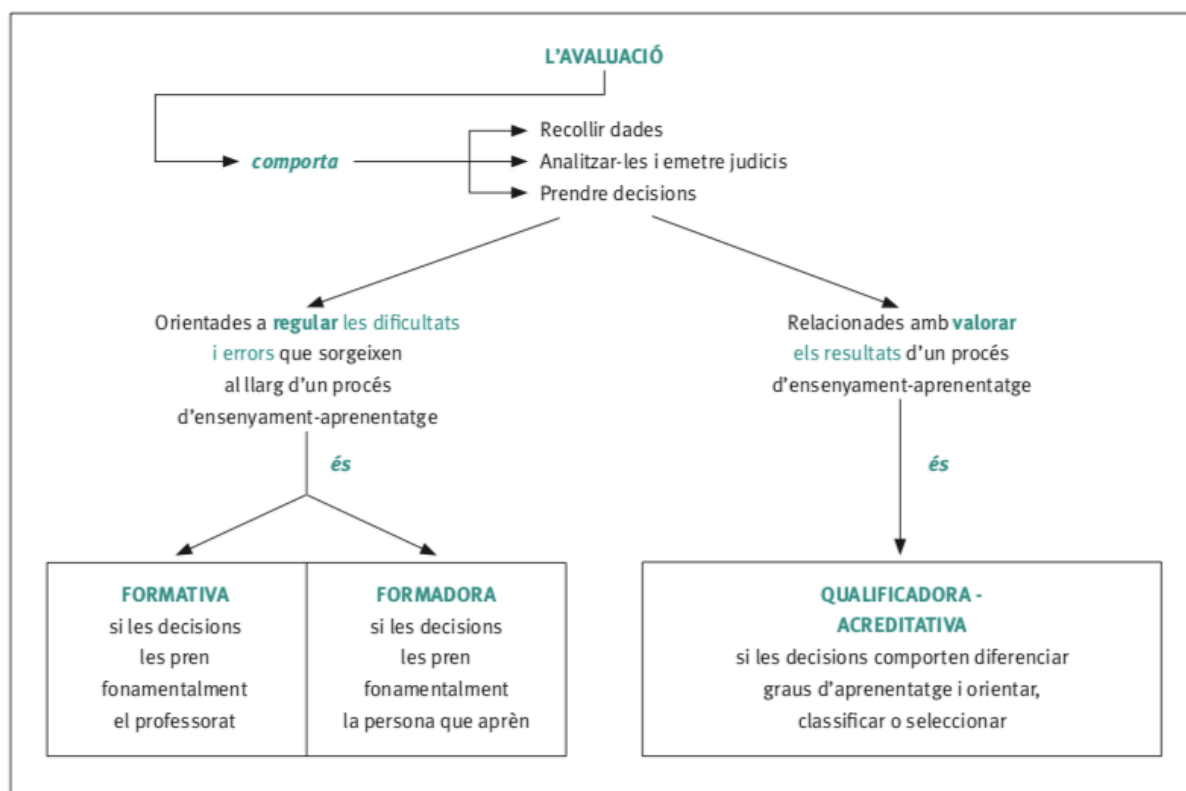 L'AVALUACIÓ
comporta
Recollir dades
Analitzar-les i emetre judicis
Prendre decisions
Orientades a regular les dificultats
i errors que sorgeixen
al llarg d'un procés
d'ensenyament-aprenentatge
és
FORMATIVA
si les decisions
les pren
fonamentalment
el professorat
FORMADORA
si les decisions
les pren
fonamentalment
la persona que aprèn
Relacionades amb valorar
els resultats d'un procés
d'ensenyament-aprenentatge
és
QUALIFICADORA -
ACREDITATIVA
si les decisions comporten diferenciar
graus d'aprenentatge i orientar,
classificar o seleccionar